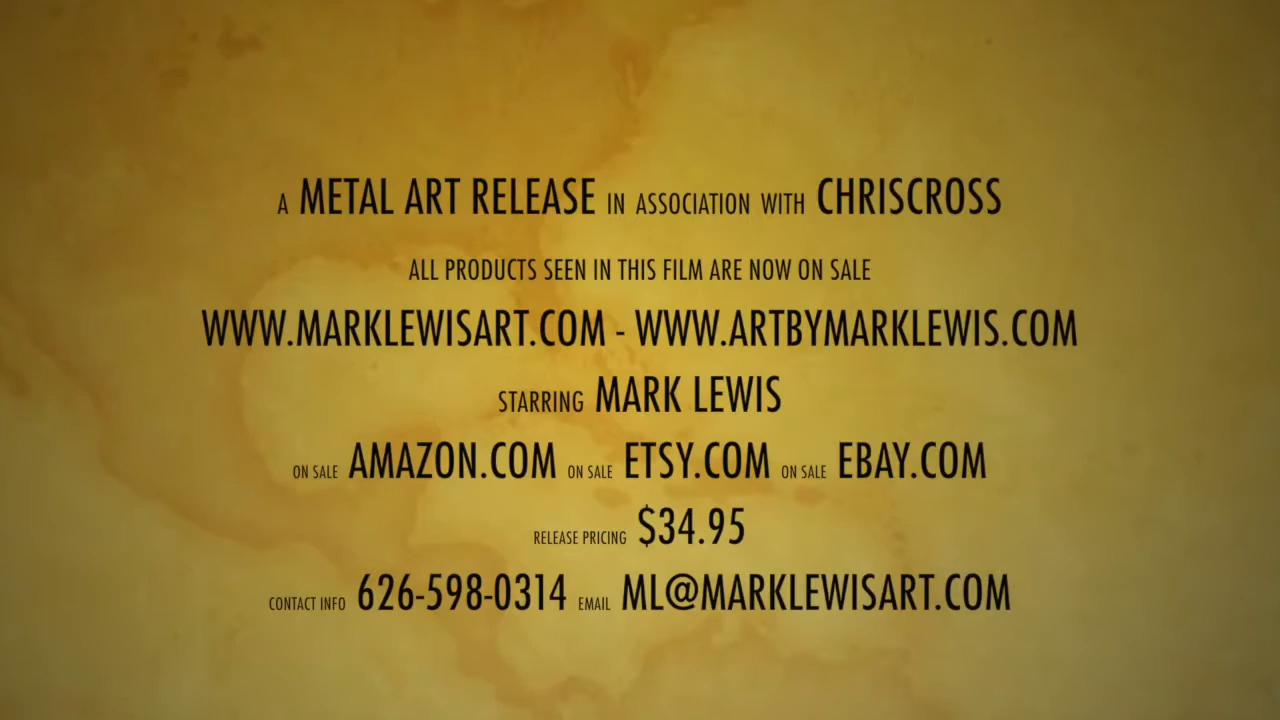 A METAL ART RELEASE IN ASSOCIATION WITH CHRISCROSS
ALL PRODUCTS SEEN IN THIS FILM ARE NOW ON SALE
WWW.MARKLEWISART.COM - WWW.ARTBYMARKLEWIS.COM
STARRING MARK LEWIS
ON SALE AMAZON.COM ON SALE ETSY.COM ON SALE EBAY.COM
RELEASE PRICING $34.95
CONTACT INFO 626-598-0314 EMAIL ML@MARKLEWISART.COM